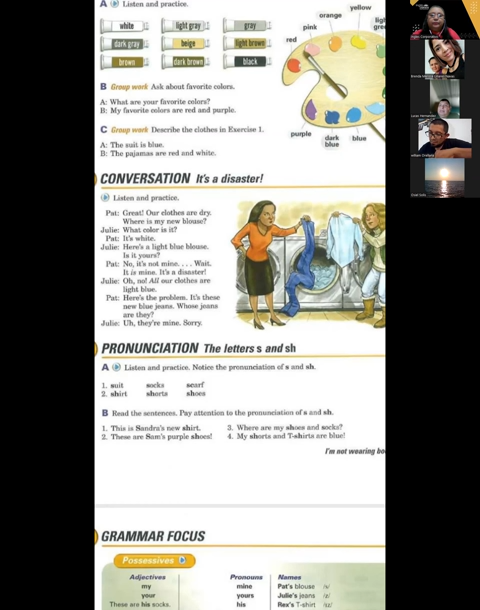 A Listen and practice.
white
light gray
gray
dark gray
beige
light brown
brown
dark brown
black
yellow
orange
pink
red
purple
dark
blue
blue
B Group work Ask about favorite colors.
A: What are your favorite colors?
B: My favorite colors are red and purple.
C Group work Describe the clothes in Exercise 1.
A: The suit is blue.
B: The pajamas are red and white.
CONVERSATION It's a disaster!
Listen and practice.
Pat: Great! Our clothes are dry.
Where is my new blouse?
Julie: What color is it?
Pat: It's white.
Julie: Here's a light blue blouse.
Is it yours?
Pat: No, it's not mine. . . . Wait.
It is mine. It's a disaster!
Julie: Oh, no! All our clothes are
light blue.
Pat: Here's the problem. It's these
new blue jeans. Whose jeans
are they?
Julie: Uh, they're mine. Sorry.
PRONUNCIATION The letters s and sh
A Listen and practice. Notice the pronunciation of s and sh.
1. suit socks scarf
2. shirt shorts shoes
B Read the sentences. Pay attention to the pronunciation of s and sh.
1. This is Sandra's new shirt. 3. Where are my shoes and socks?
2. These are Sam's purple shoes! 4. My shorts and T-shirts are blue!
I'm not wearing bo
GRAMMAR FOCUS
Possessives
Adjectives Pronouns Names
my mine Pat's blouse /s/
your yours Julie's jeans /z/
These are his socks. his Rex's T-shirt